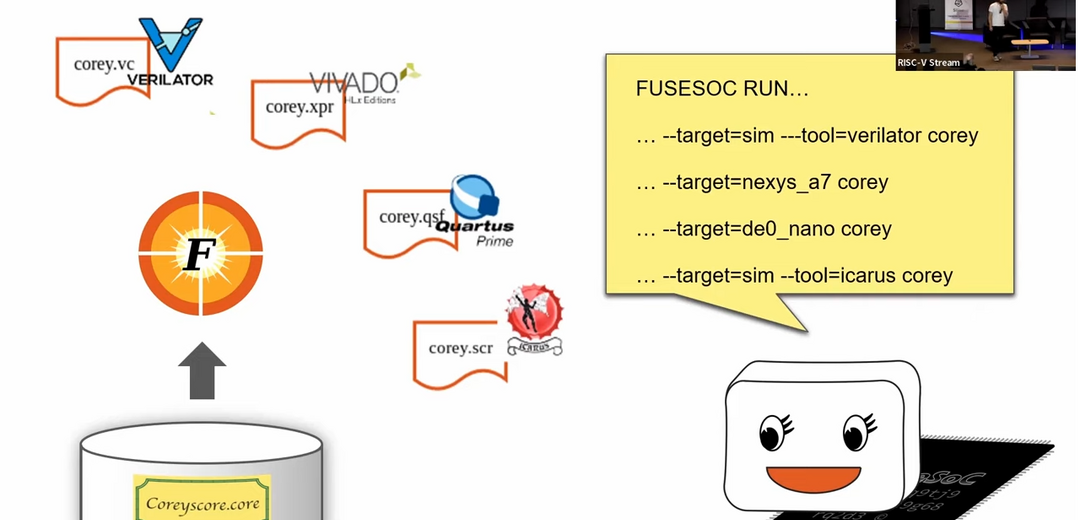 corey.vc
VERILATOR
corey.xpr
VIVADO
HLx Editions
corey.qsf
Quartus
Prime
corey.scr
ICARUS
F
Coreyscore.core
RISC-V Stream
FUSESOC RUN…
… --target=sim ---tool=verilator corey
… --target=nexys_a7 corey
… --target=de0_nano corey
… --target=sim --tool=icarus corey